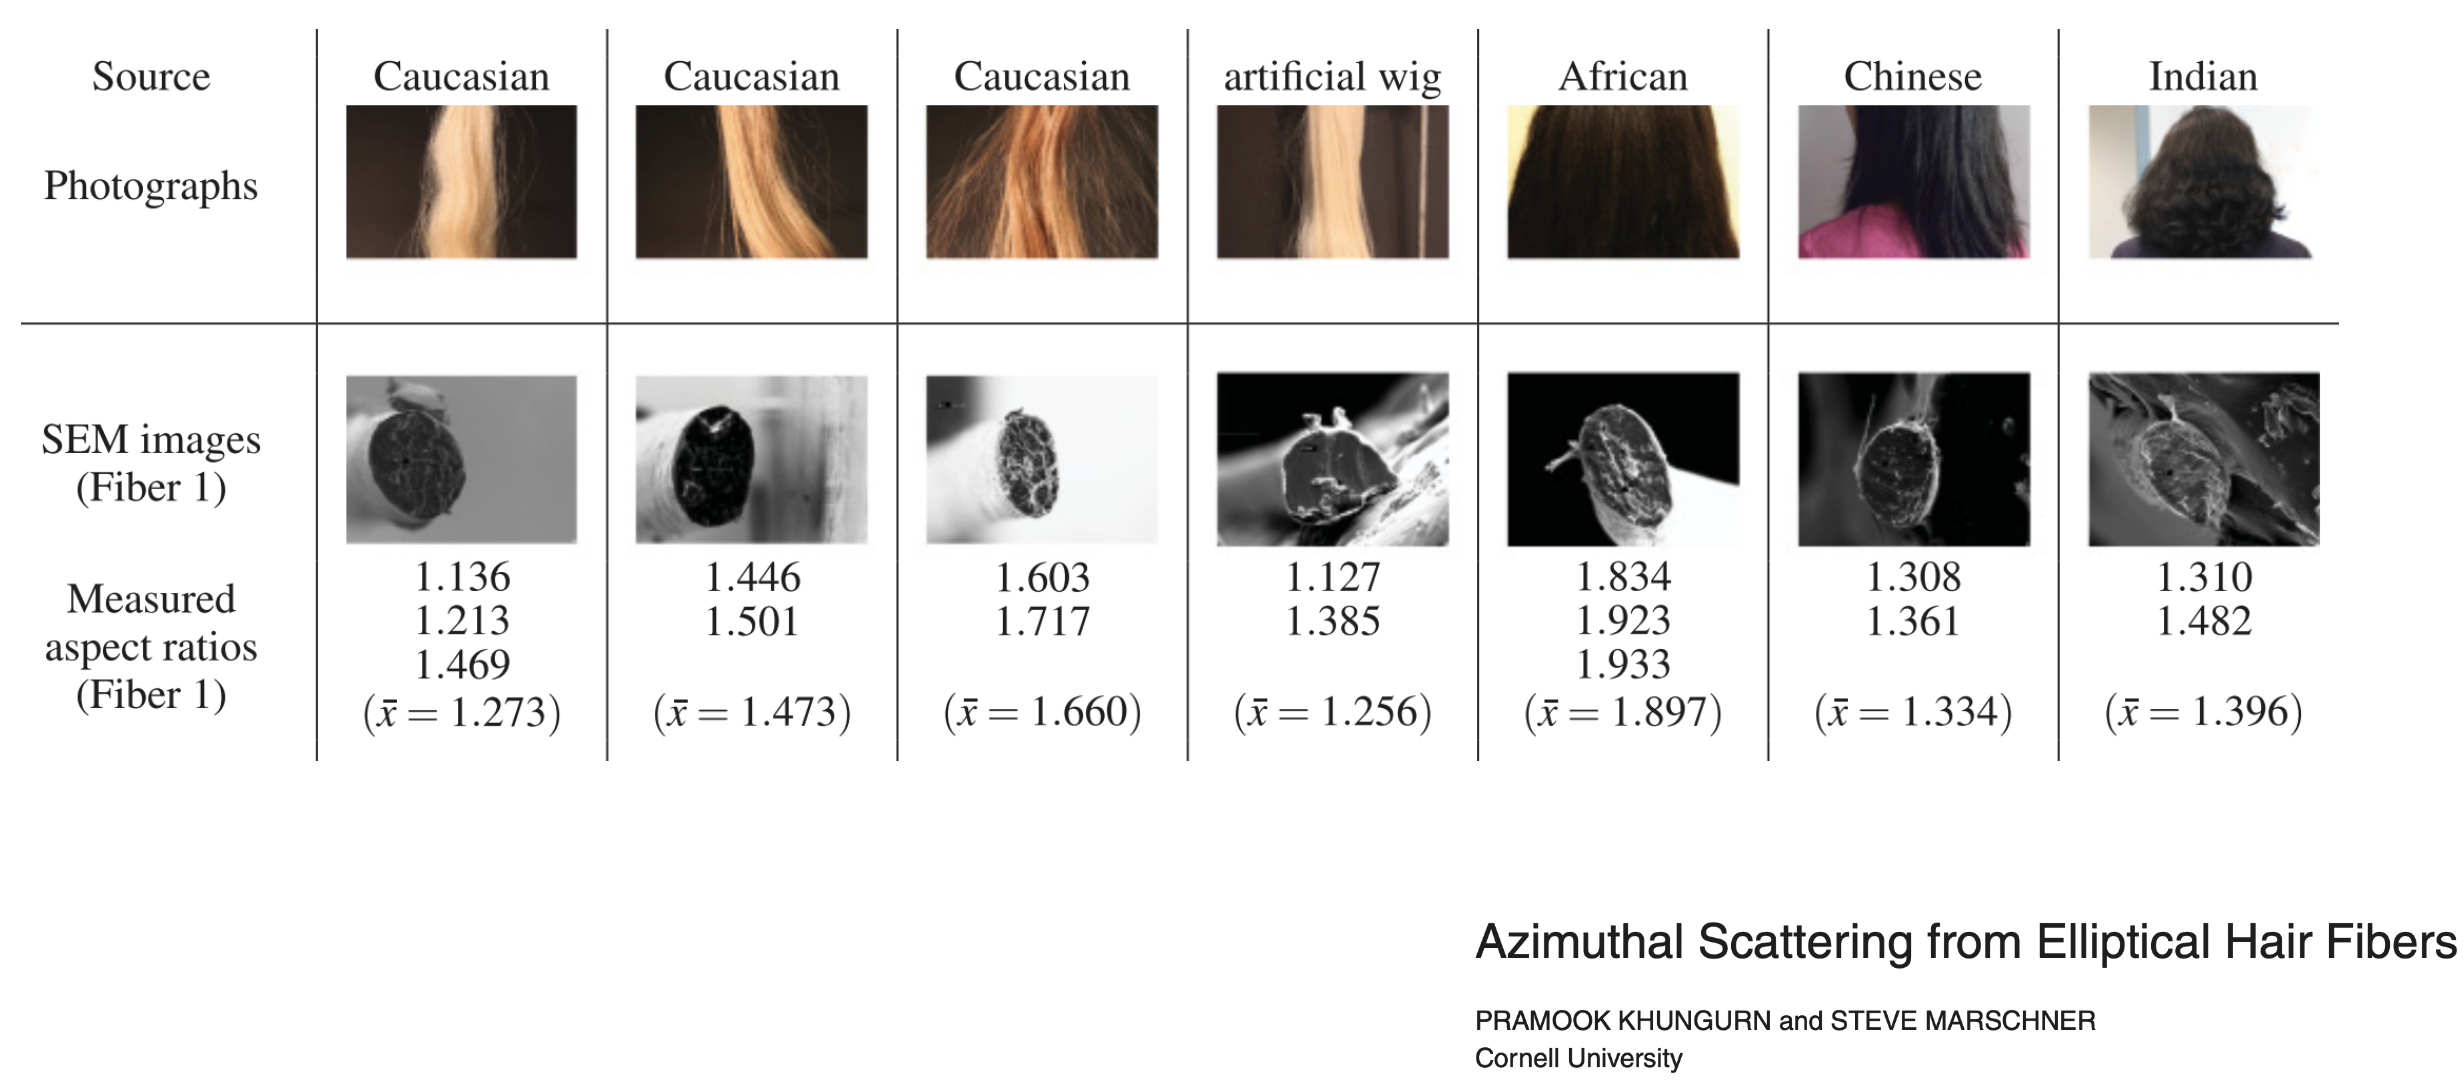 Source Caucasian Caucasian Caucasian artificial wig African Chinese Indian
Photographs
SEM images
(Fiber 1)
Measured
aspect ratios
(Fiber 1)
1.136 1.446 1.603 1.127 1.834 1.308 1.310
1.213 1.501 1.717 1.385 1.923 1.361 1.482
1.469 1.933
(x̄ = 1.273) (x̄ = 1.473) (x̄ = 1.660) (x̄ = 1.256) (x̄ = 1.897) (x̄ = 1.334) (x̄ = 1.396)
Azimuthal Scattering from Elliptical Hair Fibers
PRAMOOK KHUNGURN and STEVE MARSCHNER
Cornell University